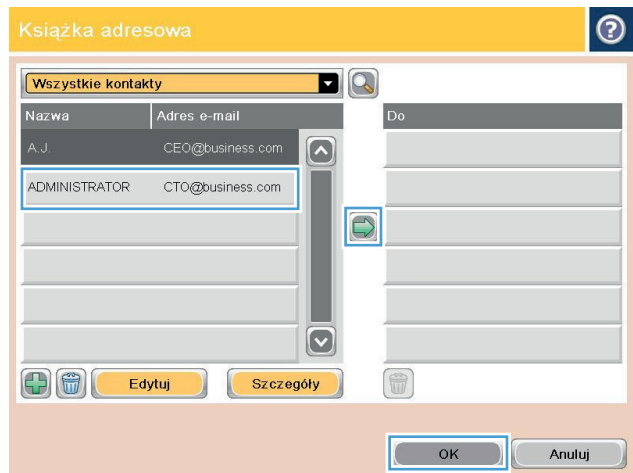 Książka adresowa
Wszystkie kontakty
Nazwa Adres e-mail Do
A.J. CEO@business.com
ADMINISTRATOR CTO@business.com
Edytuj Szczegóły
OK Anuluj